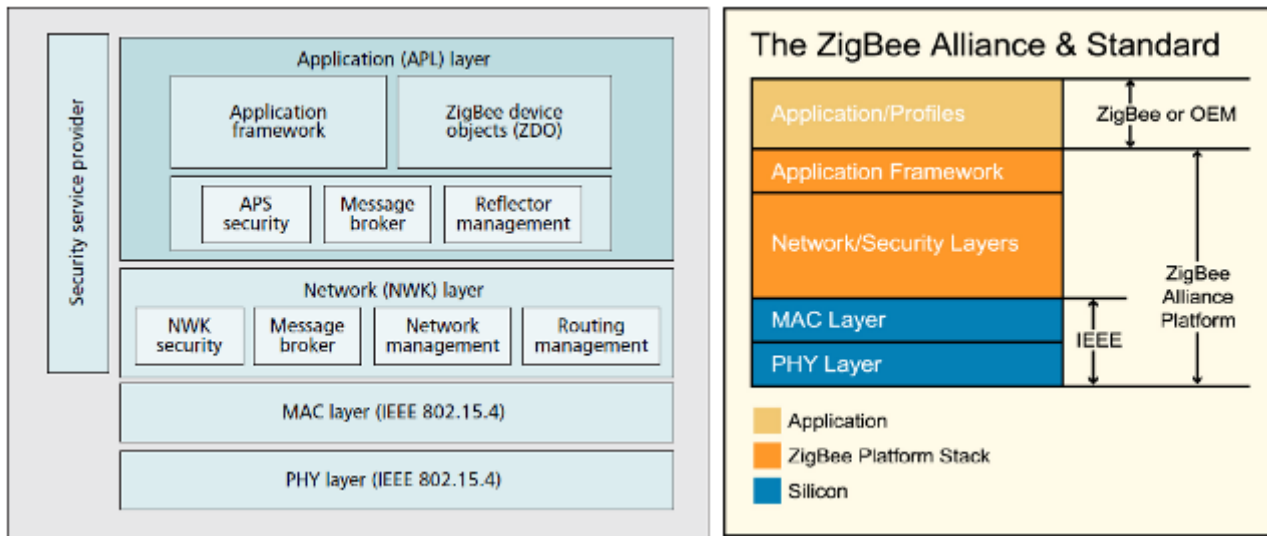 Security service provider
Application (APL) layer
Application
framework
ZigBee device
objects (ZDO)
APS
security
Message
broker
Reflector
management
Network (NWK) layer
NWK
security
Message
broker
Network
management
Routing
management
MAC layer (IEEE 802.15.4)
PHY layer (IEEE 802.15.4)
The ZigBee Alliance & Standard
Application/Profiles
ZigBee or OEM
Application Framework
Network/Security Layers
ZigBee
Alliance
Platform
MAC Layer
IEEE
PHY Layer
Application
ZigBee Platform Stack
Silicon